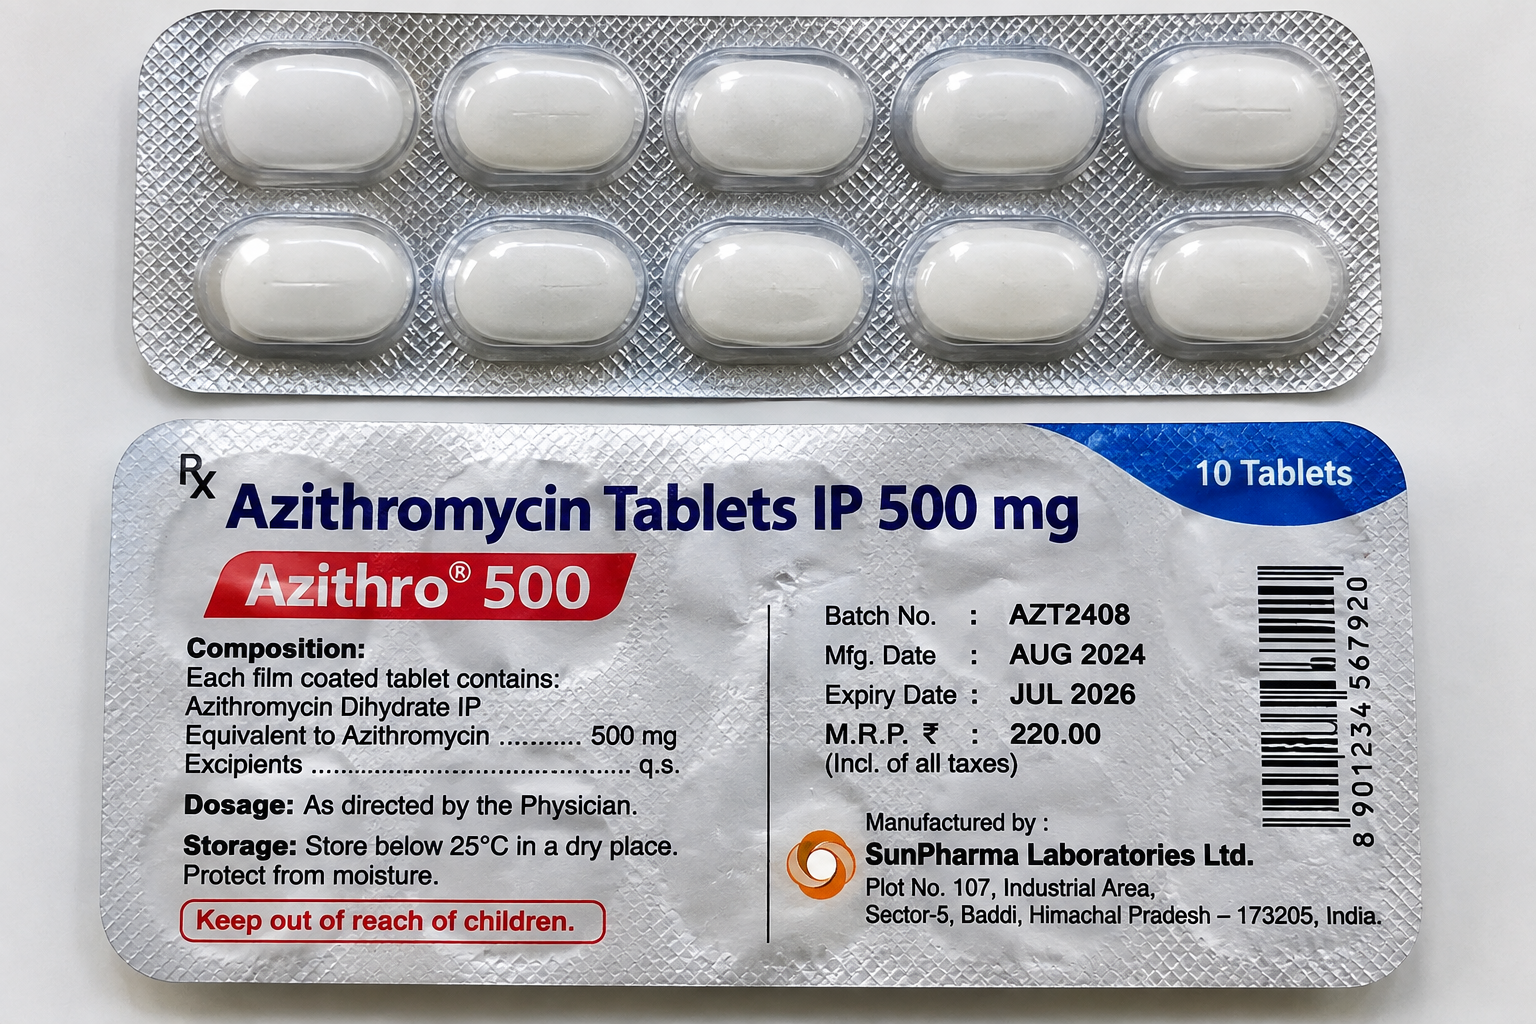 Rx
Azithromycin Tablets IP 500 mg
10 Tablets
Azithro® 500
Composition:
Each film coated tablet contains:
Azithromycin Dihydrate IP
Equivalent to Azithromycin ........... 500 mg
Excipients ..................................... q.s.
Dosage: As directed by the Physician.
Storage: Store below 25°C in a dry place.
Protect from moisture.
Keep out of reach of children.
Batch No. : AZT2408
Mfg. Date : AUG 2024
Expiry Date : JUL 2026
M.R.P. ₹ : 220.00
(Incl. of all taxes)
Manufactured by :
SunPharma Laboratories Ltd.
Plot No. 107, Industrial Area,
Sector-5, Baddi, Himachal Pradesh – 173205, India.
8 901234 567920